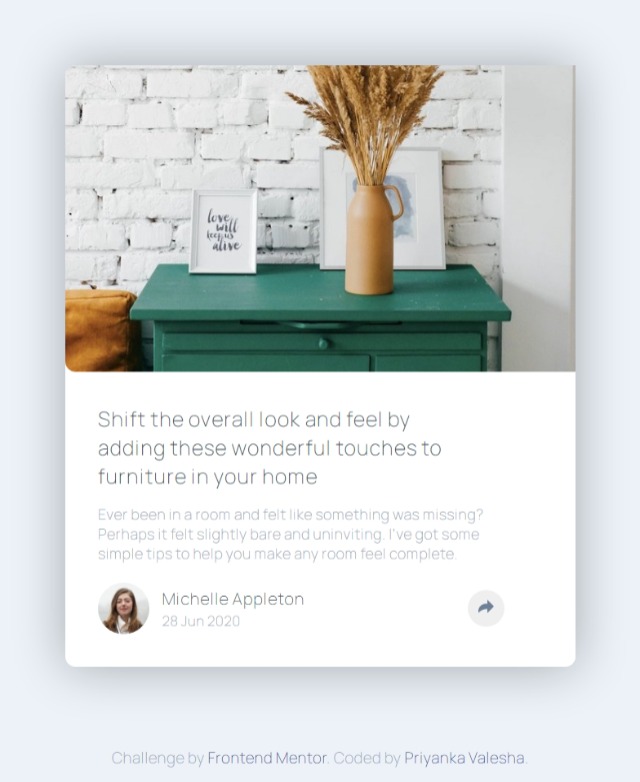 love
will
keep us
alive
Shift the overall look and feel by
adding these wonderful touches to
furniture in your home
Ever been in a room and felt like something was missing?
Perhaps it felt slightly bare and uninviting. I've got some
simple tips to help you make any room feel complete.
Michelle Appleton
28 Jun 2020
Challenge by Frontend Mentor. Coded by Priyanka Valesha.